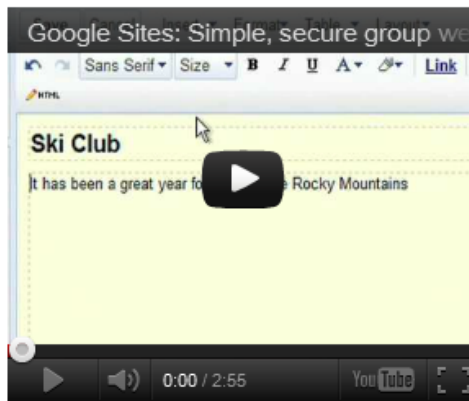 Google Sites: Simple, secure group we
Sans Serif Size B I U A Link
HTML
Ski Club
It has been a great year fo e Rocky Mountains
0:00 / 2:55 YouTube